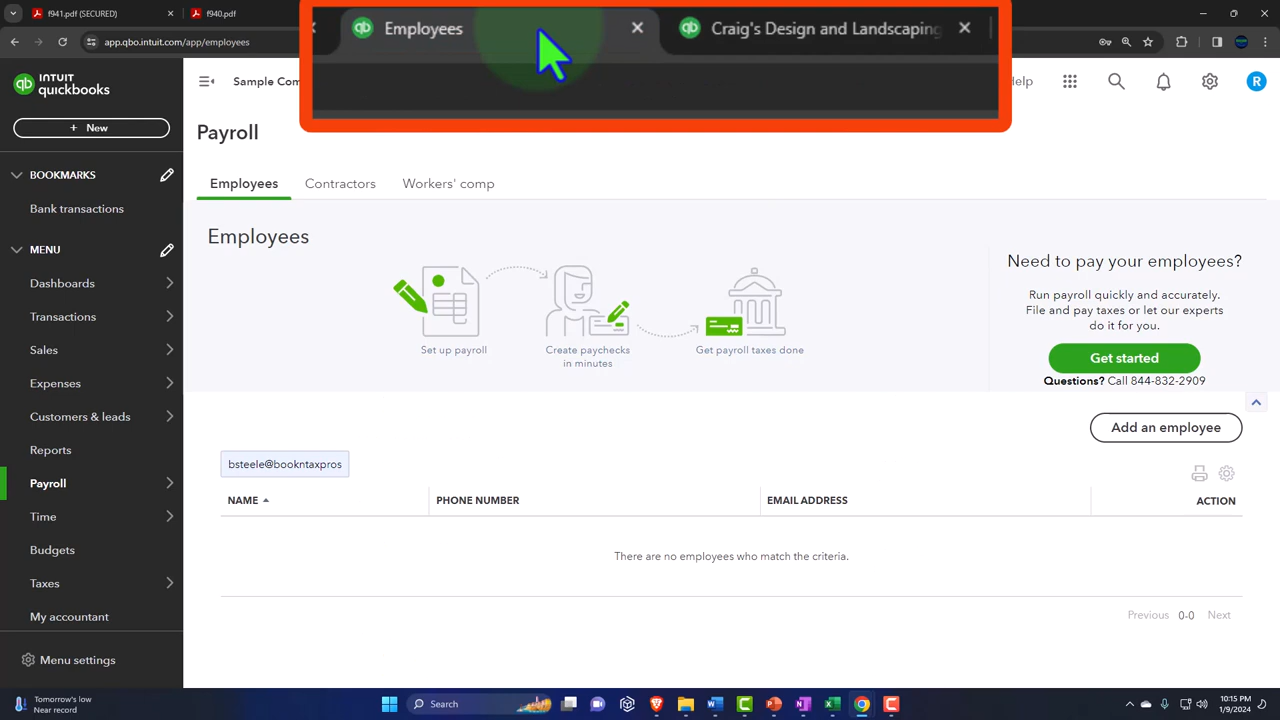 f941.pdf (SECURED)
f940.pdf
Employees
Craig's Design and Landscaping
app.qbo.intuit.com/app/employees
INTUIT
quickbooks
Sample Com
Help
R
+ New
Payroll
BOOKMARKS
Bank transactions
MENU
Dashboards
Transactions
Sales
Expenses
Customers & leads
Reports
Payroll
Time
Budgets
Taxes
My accountant
Menu settings
Employees
Contractors
Workers' comp
Employees
Set up payroll
Create paychecks
in minutes
Get payroll taxes done
Need to pay your employees?
Run payroll quickly and accurately.
File and pay taxes or let our experts
do it for you.
Get started
Questions? Call 844-832-2909
Add an employee
bsteele@bookntaxpros
NAME
PHONE NUMBER
EMAIL ADDRESS
ACTION
There are no employees who match the criteria.
Previous 0-0 Next
Tomorrow's low
Near record
Search
10:15 PM
1/9/2024